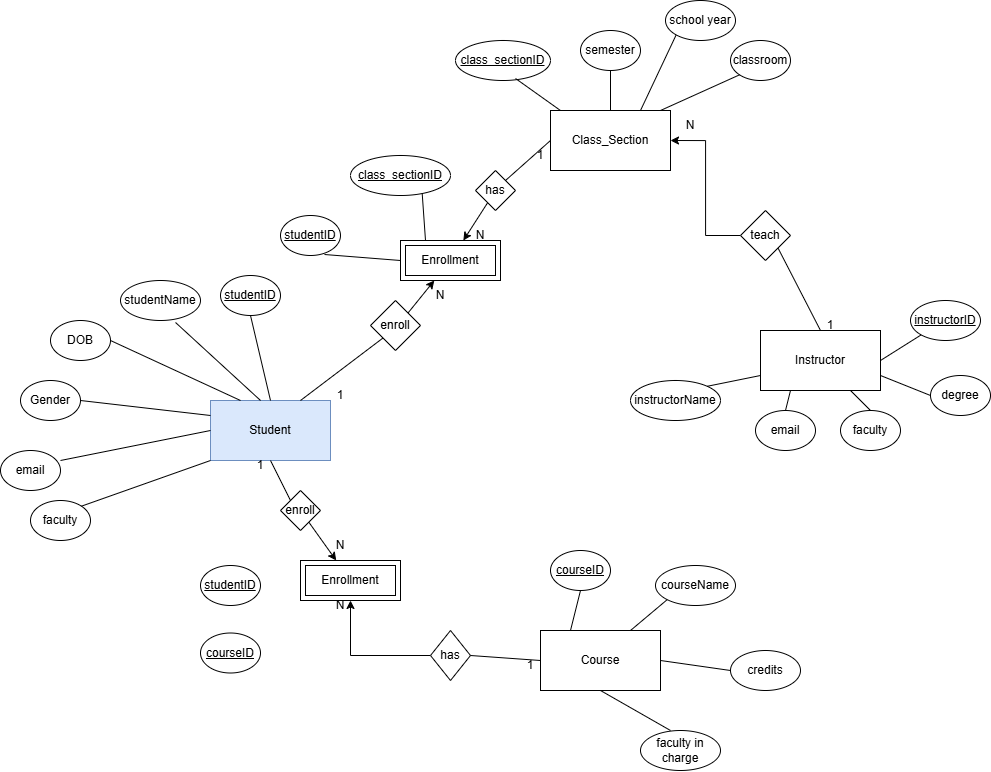 school year
semester
class_sectionID
classroom
N
Class_Section
1
class_sectionID
has
studentID
N
teach
Enrollment
studentName
studentID
N
enroll
1
instructorID
DOB
Instructor
Gender
1
instructorName
degree
Student
email
faculty
email
1
faculty
enroll
N
studentID
Enrollment
courseID
courseName
N
courseID
has
1
Course
credits
faculty in
charge